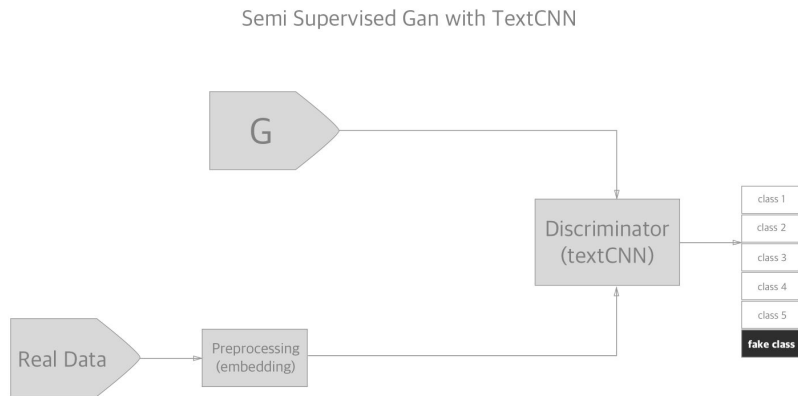 Semi Supervised Gan with TextCNN
G
Discriminator
(textCNN)
class 1
class 2
class 3
class 4
class 5
fake class
Real Data
Preprocessing
(embedding)